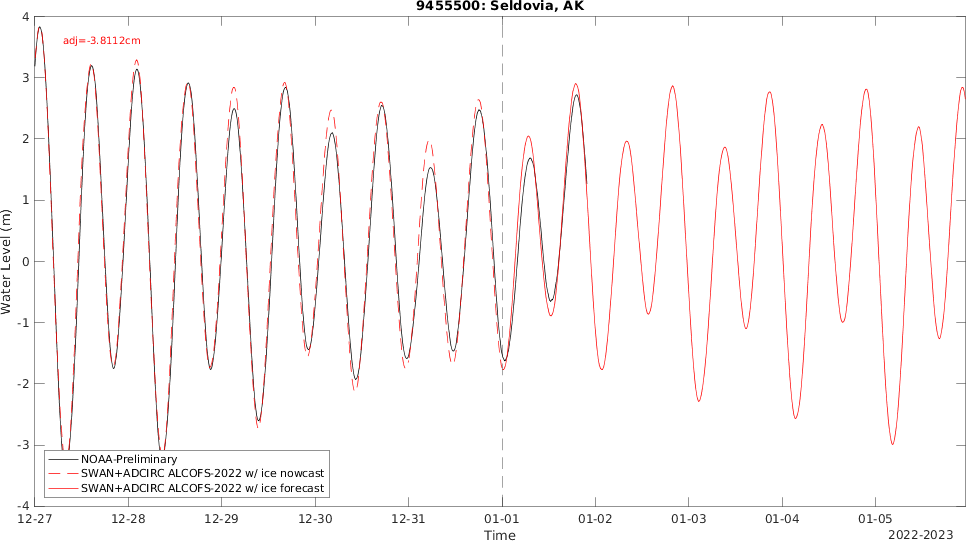 9455500: Seldovia, AK
adj=-3.8112cm
4
3
2
1
0
-1
-2
-3
-4
Water Level (m)
NOAA-Preliminary
SWAN+ADCIRC ALCOFS-2022 w/ ice nowcast
SWAN+ADCIRC ALCOFS-2022 w/ ice forecast
12-27 12-28 12-29 12-30 12-31 01-01 01-02 01-03 01-04 01-05
Time
2022-2023